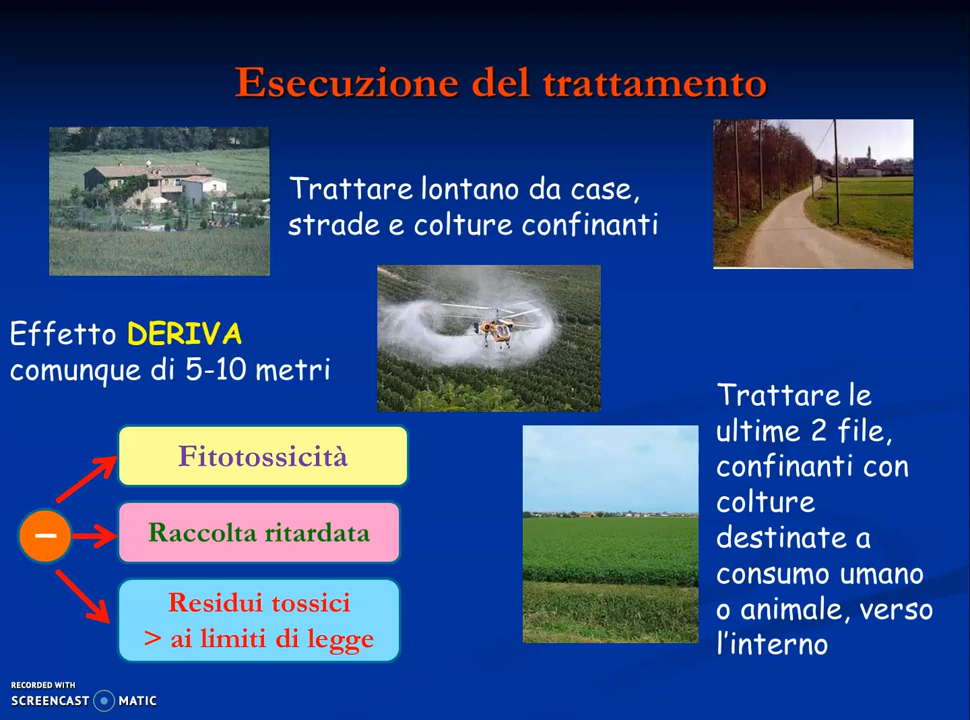 Esecuzione del trattamento
Trattare lontano da case,
strade e colture confinanti
Effetto DERIVA
comunque di 5-10 metri
Fitotossicità
Raccolta ritardata
Residui tossici
> ai limiti di legge
Trattare le
ultime 2 file,
confinanti con
colture
destinate a
consumo umano
o animale, verso
l'interno
RECORDED WITH
SCREENCAST MATIC